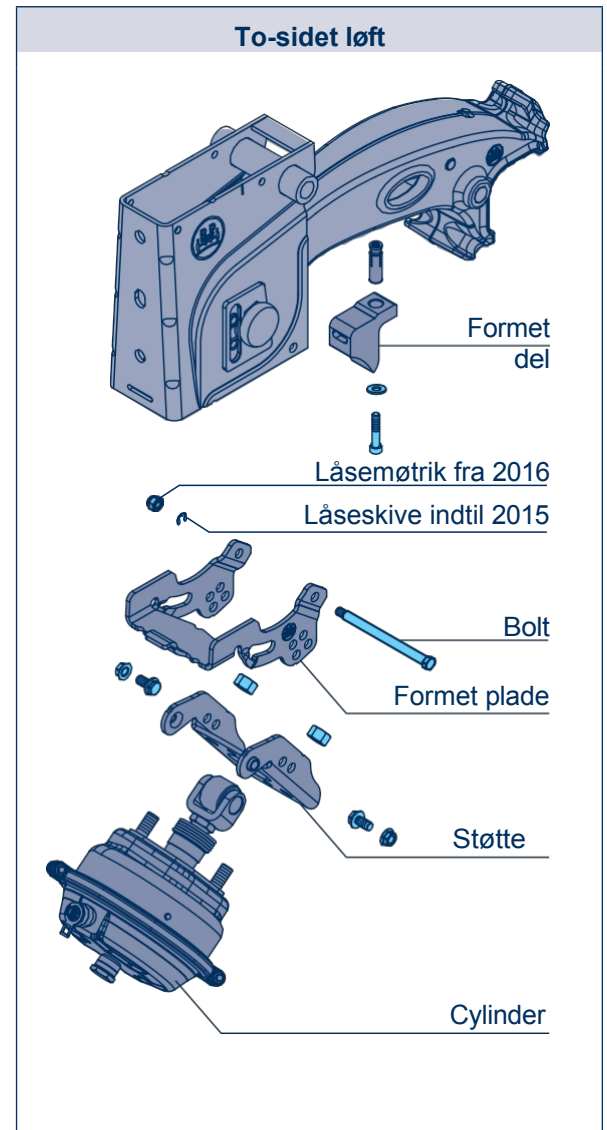 To-sidet løft
Formet
del
Låsemøtrik fra 2016
Låseskive indtil 2015
Bolt
Formet plade
Støtte
Cylinder